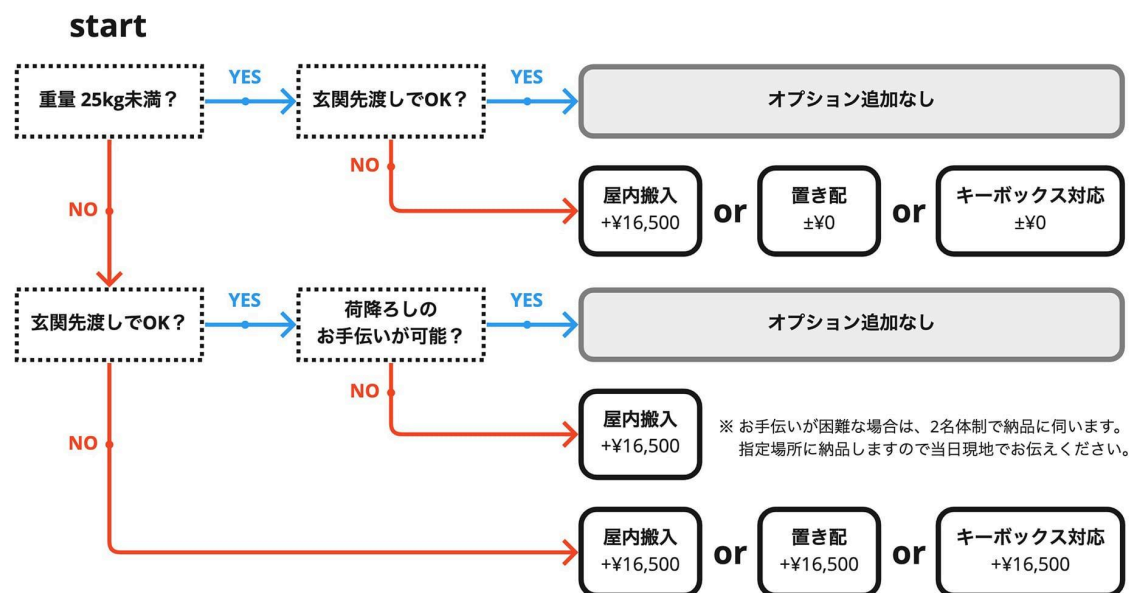 start
重量 25kg未満？
YES
玄関先渡しでOK？
YES
オプション追加なし
NO
屋内搬入
+¥16,500
or
置き配
±¥0
or
キーボックス対応
±¥0
NO
玄関先渡しでOK？
YES
荷降ろしの
お手伝いが可能？
YES
オプション追加なし
NO
屋内搬入
+¥16,500
※ お手伝いが困難な場合は、2名体制で納品に伺います。
指定場所に納品しますので当日現地でお伝えください。
NO
屋内搬入
+¥16,500
or
置き配
+¥16,500
or
キーボックス対応
+¥16,500